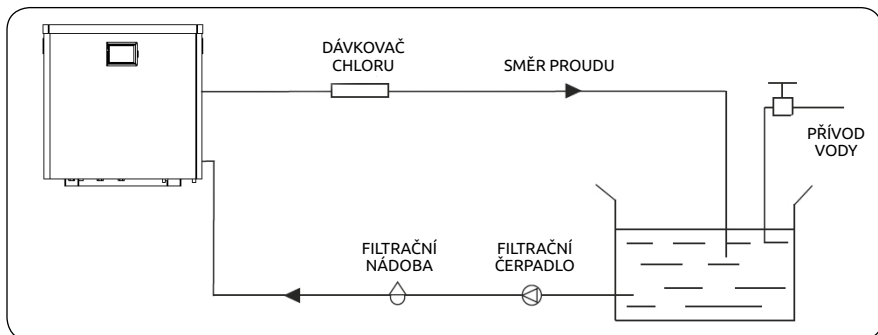 DÁVKOVAČ
CHLORU
SMĚR PROUDU
PŘÍVOD
VODY
FILTRAČNÍ
NÁDOBA
FILTRAČNÍ
ČERPADLO